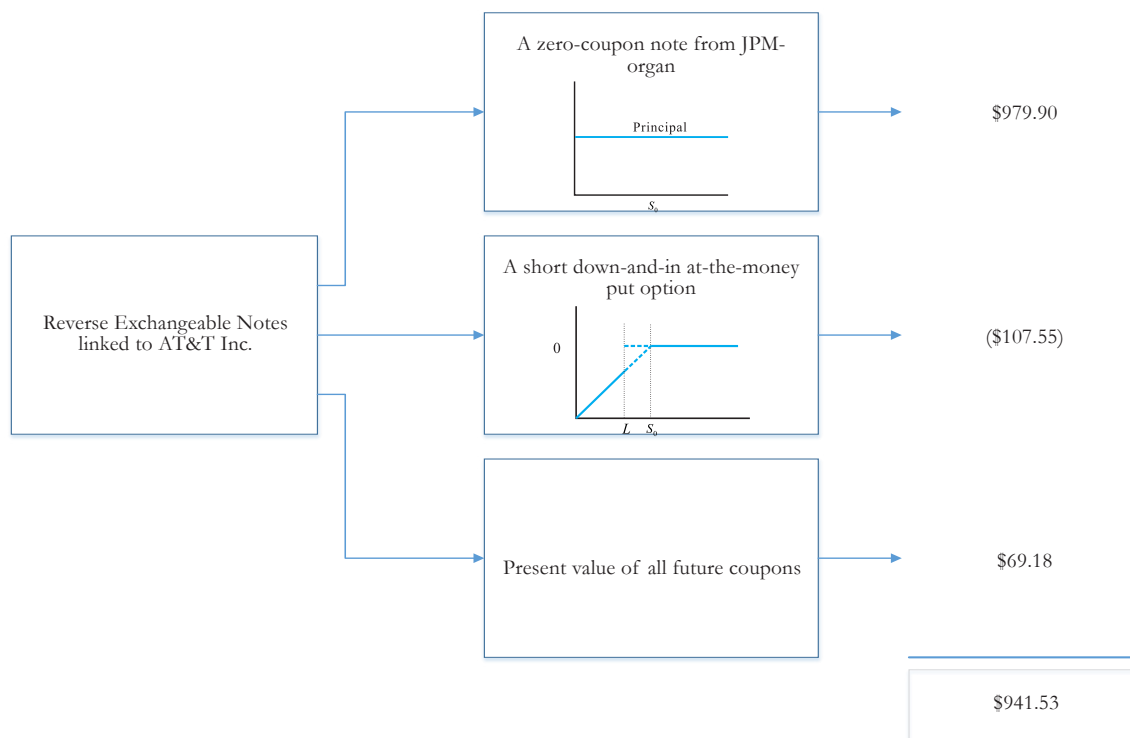 A zero-coupon note from JPM-
organ
Principal
S₀
$979.90
Reverse Exchangeable Notes
linked to AT&T Inc.
A short down-and-in at-the-money
put option
0
L S₀
($107.55)
Present value of all future coupons
$69.18
$941.53